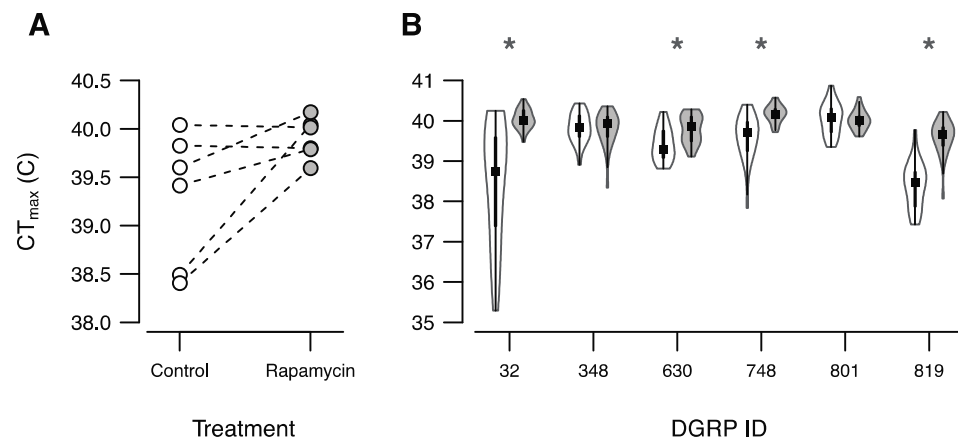 A
B
* * * *
40.5
40.0
39.5
39.0
38.5
38.0
CTmax (C)
Control Rapamycin
Treatment
41
40
39
38
37
36
35
32 348 630 748 801 819
DGRP ID